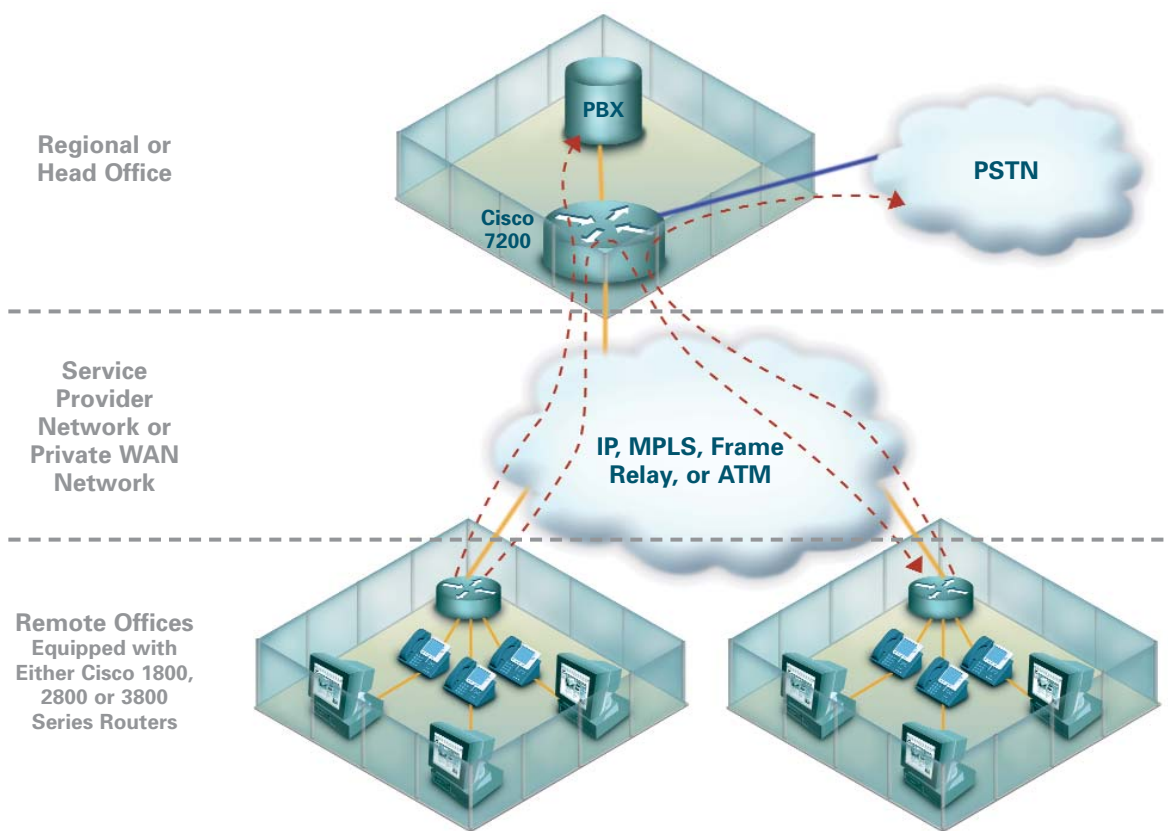 PBX
Regional or
Head Office
PSTN
Cisco
7200
Service
Provider
Network or
Private WAN
Network
IP, MPLS, Frame
Relay, or ATM
Remote Offices
Equipped with
Either Cisco 1800,
2800 or 3800
Series Routers